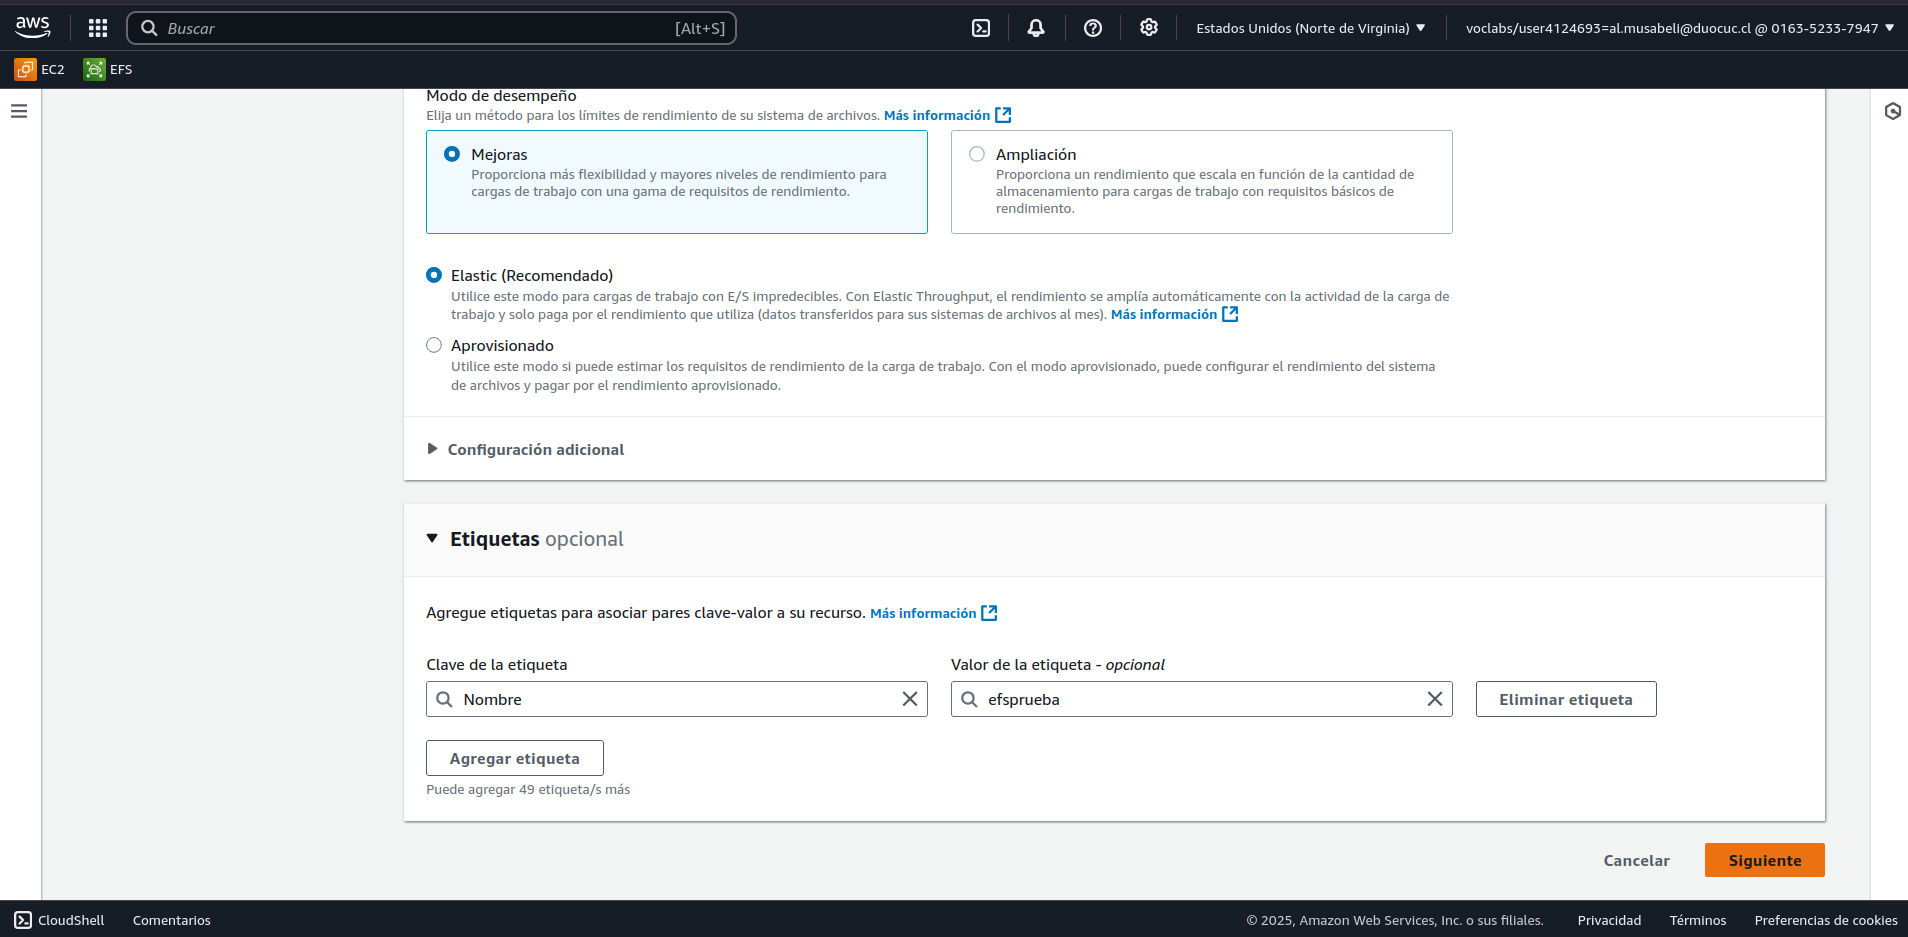 aws
Buscar
[Alt+S]
Estados Unidos (Norte de Virginia)
voclabs/user4124693=al.musabeli@duocuc.cl @ 0163-5233-7947
EC2
EFS
Modo de desempeño
Elija un método para los límites de rendimiento de su sistema de archivos. Más información
Mejoras
Proporciona más flexibilidad y mayores niveles de rendimiento para
cargas de trabajo con una gama de requisitos de rendimiento.
Ampliación
Proporciona un rendimiento que escala en función de la cantidad de
almacenamiento para cargas de trabajo con requisitos básicos de
rendimiento.
Elastic (Recomendado)
Utilice este modo para cargas de trabajo con E/S impredecibles. Con Elastic Throughput, el rendimiento se amplía automáticamente con la actividad de la carga de
trabajo y solo paga por el rendimiento que utiliza (datos transferidos para sus sistemas de archivos al mes). Más información
Aprovisionado
Utilice este modo si puede estimar los requisitos de rendimiento de la carga de trabajo. Con el modo aprovisionado, puede configurar el rendimiento del sistema
de archivos y pagar por el rendimiento aprovisionado.
Configuración adicional
Etiquetas opcional
Agregue etiquetas para asociar pares clave-valor a su recurso. Más información
Clave de la etiqueta
Valor de la etiqueta - opcional
Nombre
efsprueba
Eliminar etiqueta
Agregar etiqueta
Puede agregar 49 etiqueta/s más
Cancelar
Siguiente
CloudShell
Comentarios
© 2025, Amazon Web Services, Inc. o sus filiales.
Privacidad
Términos
Preferencias de cookies